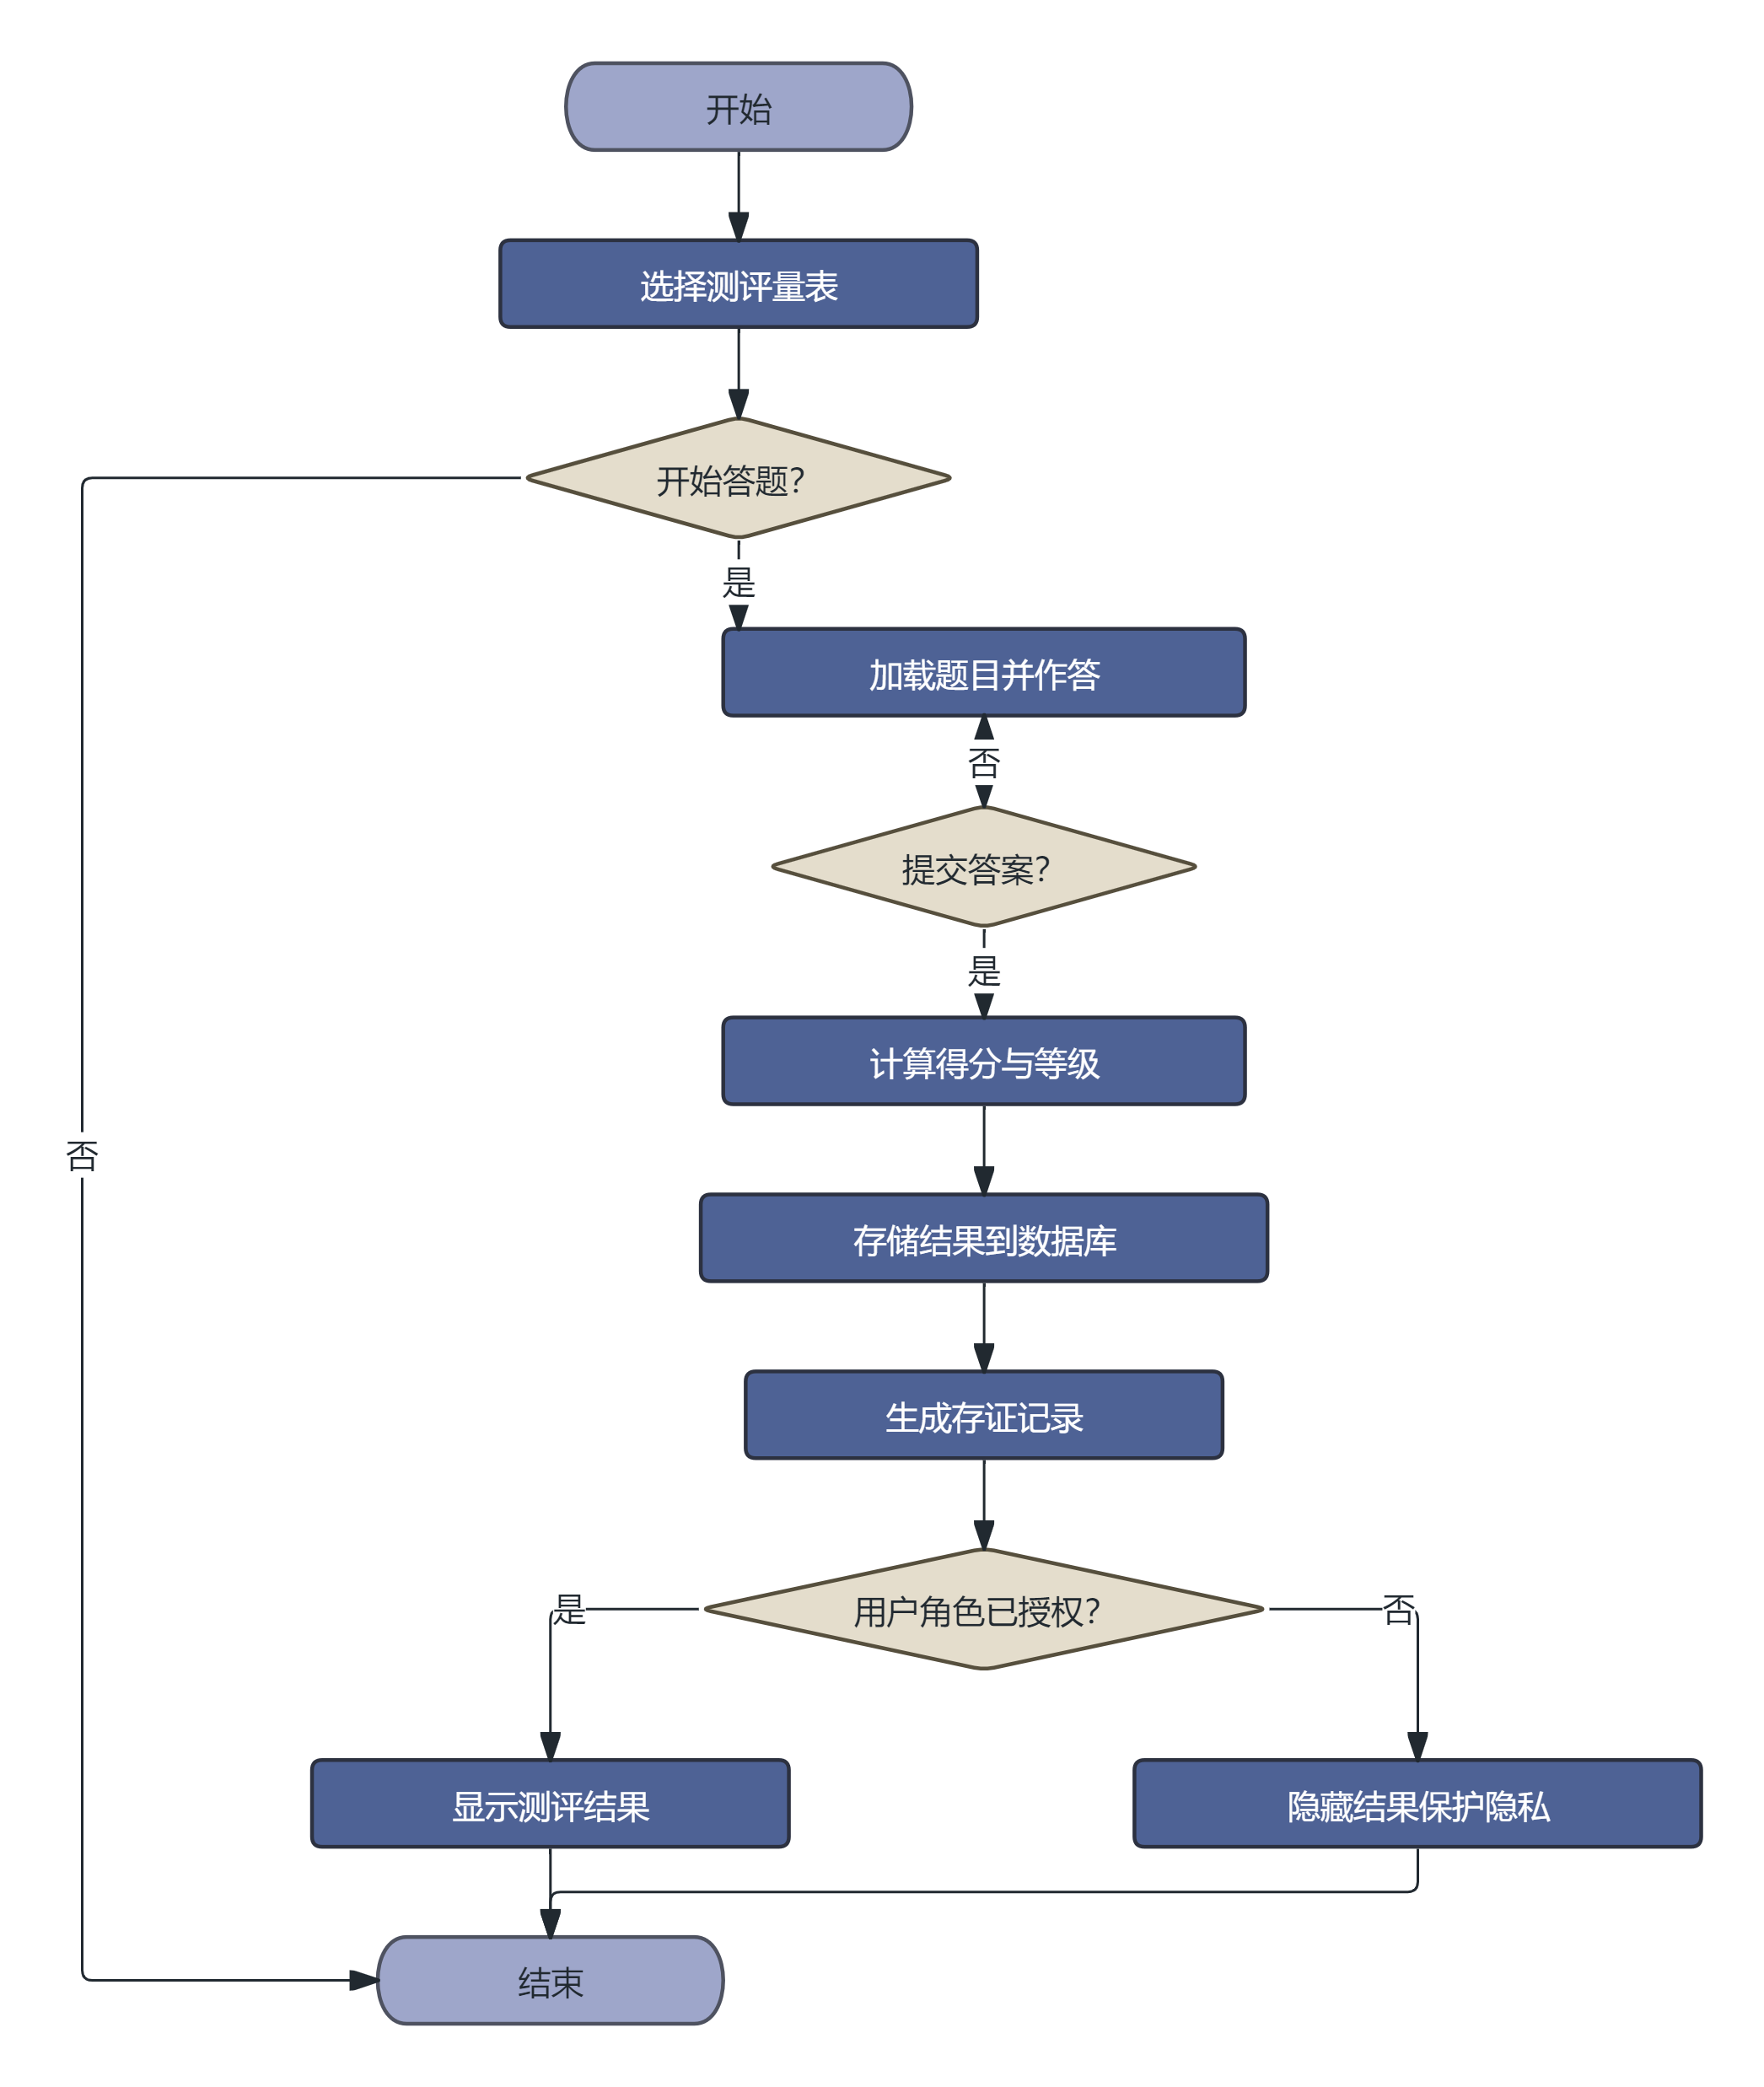 开始
选择测评量表
开始答题？
是
加载题目并作答
否
提交答案？
是
计算得分与等级
否
存储结果到数据库
生成存证记录
是
用户角色已授权？
否
显示测评结果
隐藏结果保护隐私
结束